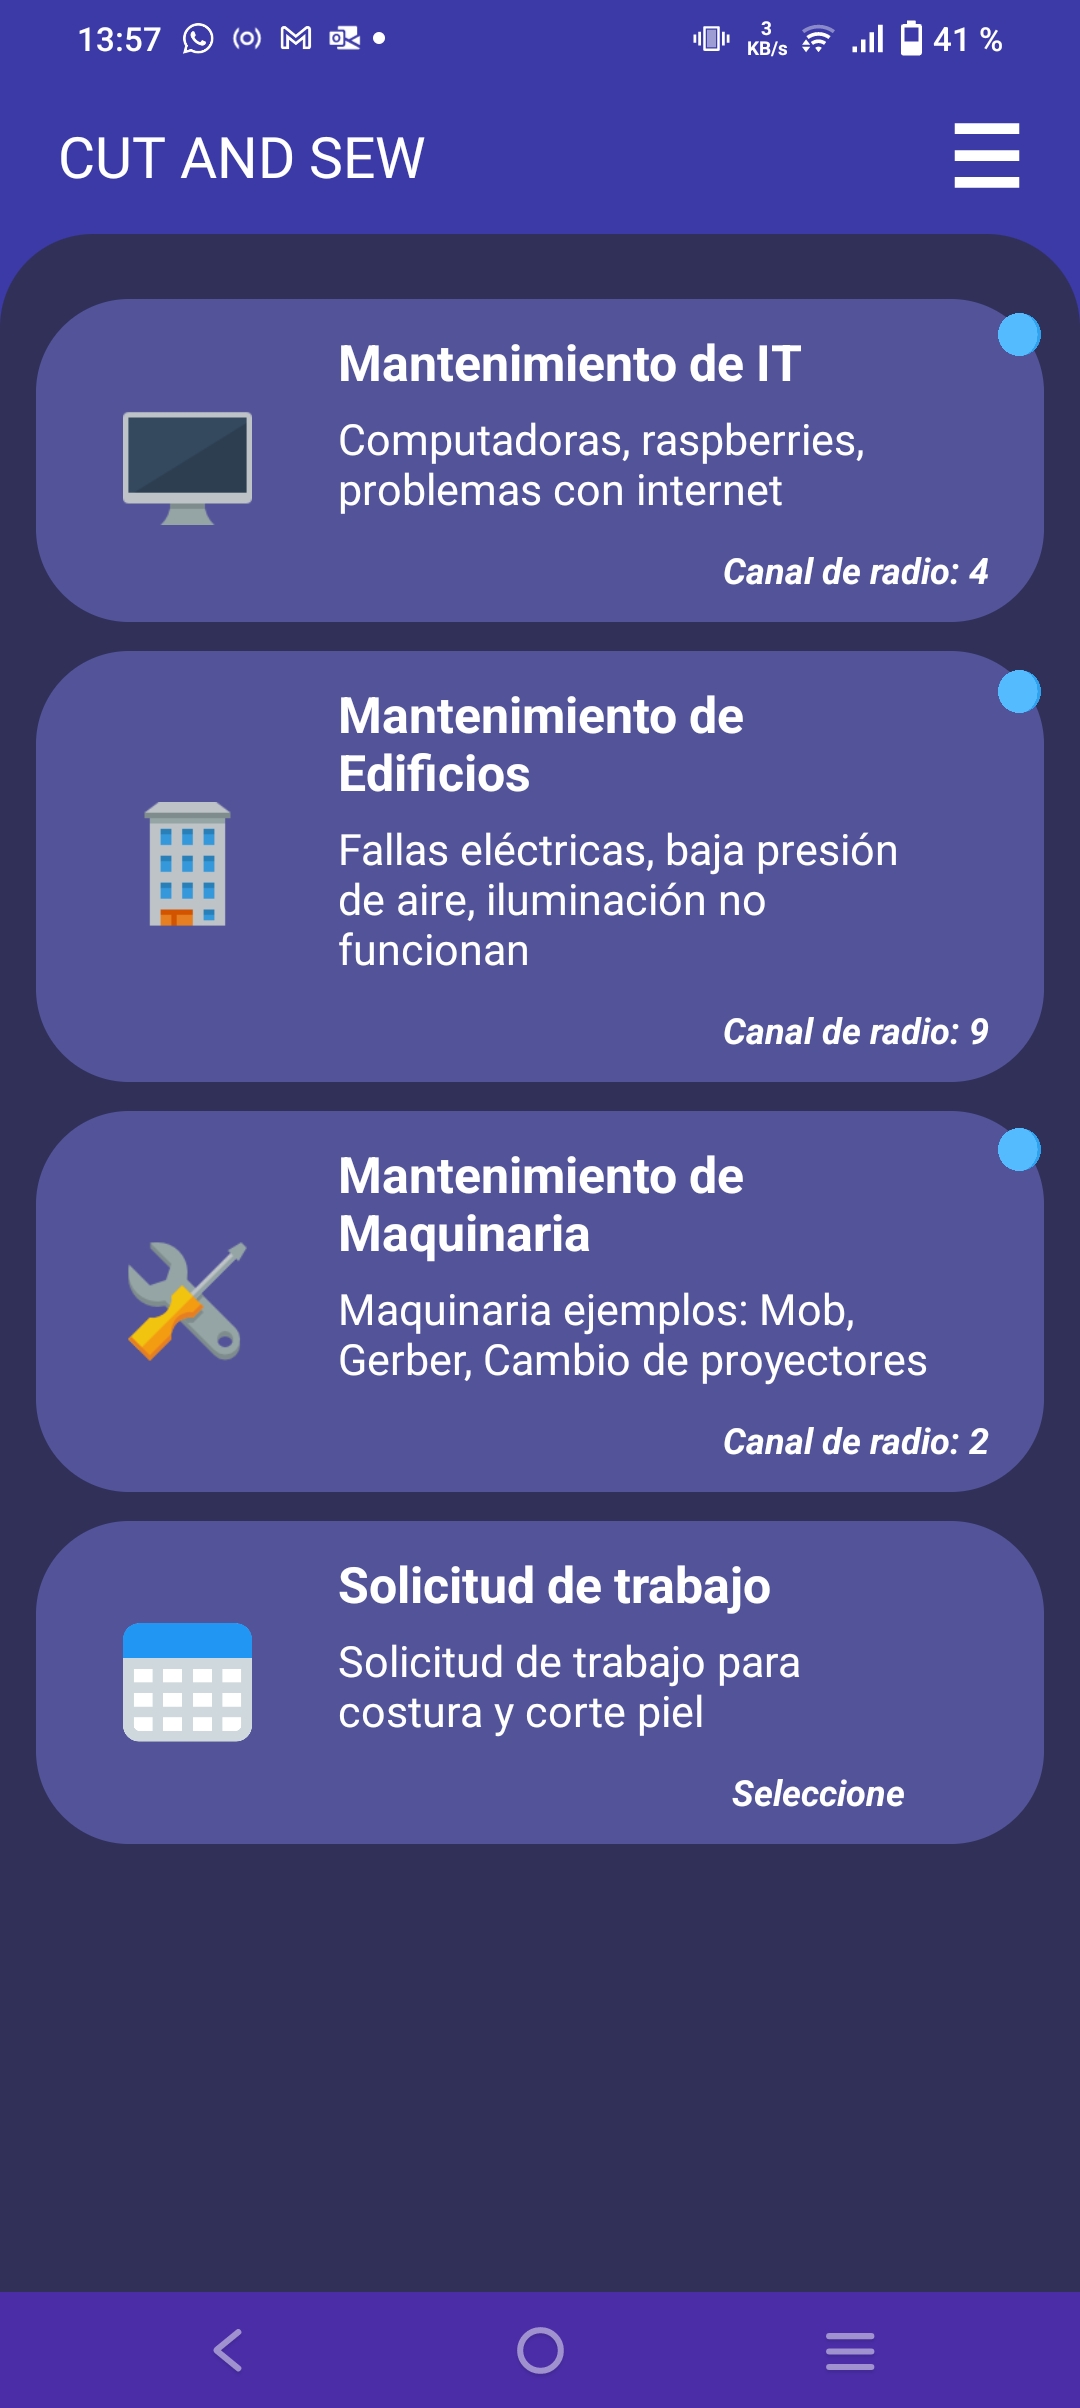 13:57
3
KB/s
41 %
CUT AND SEW
Mantenimiento de IT
Computadoras, raspberries,
problemas con internet
Canal de radio: 4
Mantenimiento de
Edificios
Fallas eléctricas, baja presión
de aire, iluminación no
funcionan
Canal de radio: 9
Mantenimiento de
Maquinaria
Maquinaria ejemplos: Mob,
Gerber, Cambio de proyectores
Canal de radio: 2
Solicitud de trabajo
Solicitud de trabajo para
costura y corte piel
Seleccione